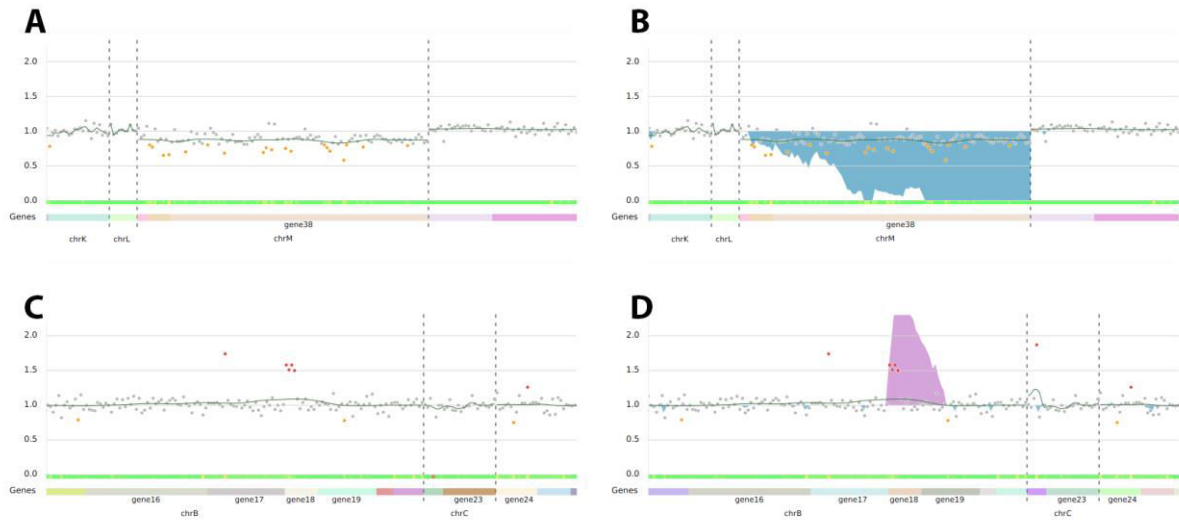 A
B
2.0
1.5
1.0
0.5
0.0
Genes
gene38
chrK
chrL
chrM
2.0
1.5
1.0
0.5
0.0
Genes
gene38
chrK
chrL
chrM
C
D
2.0
1.5
1.0
0.5
0.0
Genes
gene16
gene17
gene18
gene19
gene23
gene24
chrB
chrC
2.0
1.5
1.0
0.5
0.0
Genes
gene16
gene17
gene18
gene19
gene23
gene24
chrB
chrC